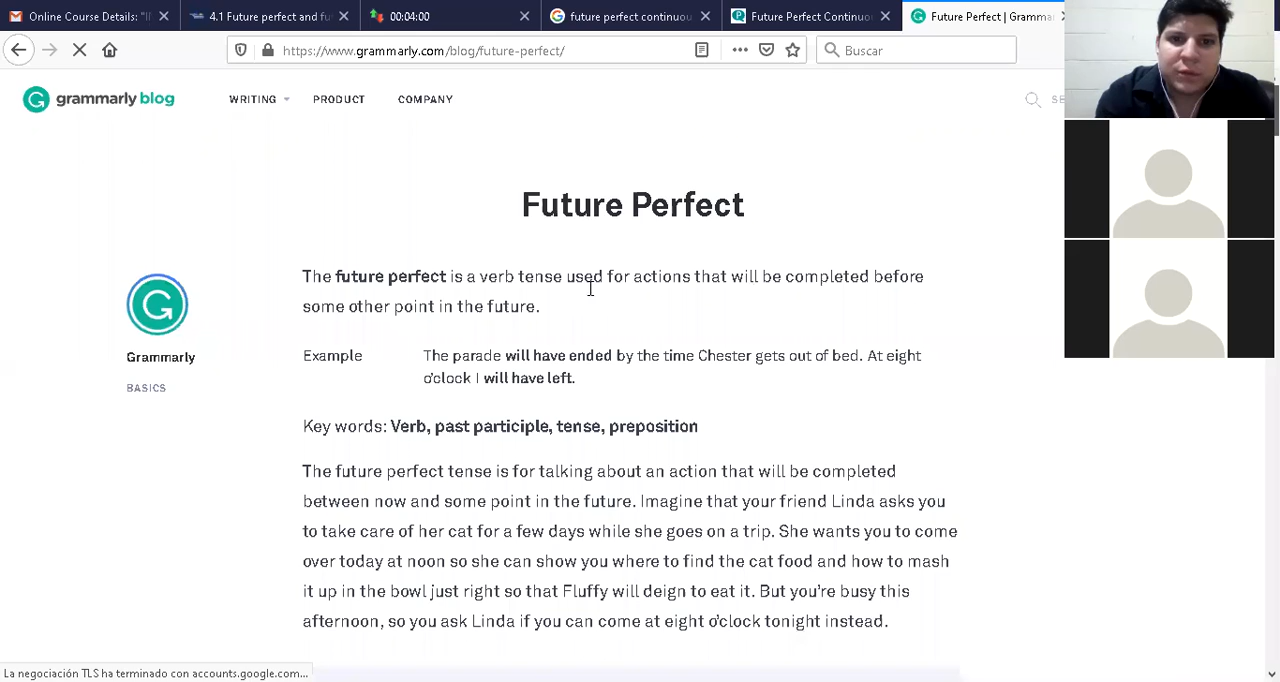 Online Course Details: "I
4.1 Future perfect and fu
00:04:00
future perfect continuou
Future Perfect Continuo
Future Perfect | Gramma
https://www.grammarly.com/blog/future-perfect/
Buscar
grammarly blog
WRITING
PRODUCT
COMPANY
SE
Future Perfect
The future perfect is a verb tense used for actions that will be completed before
some other point in the future.
Grammarly
BASICS
Example
The parade will have ended by the time Chester gets out of bed. At eight
o'clock I will have left.
Key words: Verb, past participle, tense, preposition
The future perfect tense is for talking about an action that will be completed
between now and some point in the future. Imagine that your friend Linda asks you
to take care of her cat for a few days while she goes on a trip. She wants you to come
over today at noon so she can show you where to find the cat food and how to mash
it up in the bowl just right so that Fluffy will deign to eat it. But you're busy this
afternoon, so you ask Linda if you can come at eight o'clock tonight instead.
La negociación TLS ha terminado con accounts.google.com...